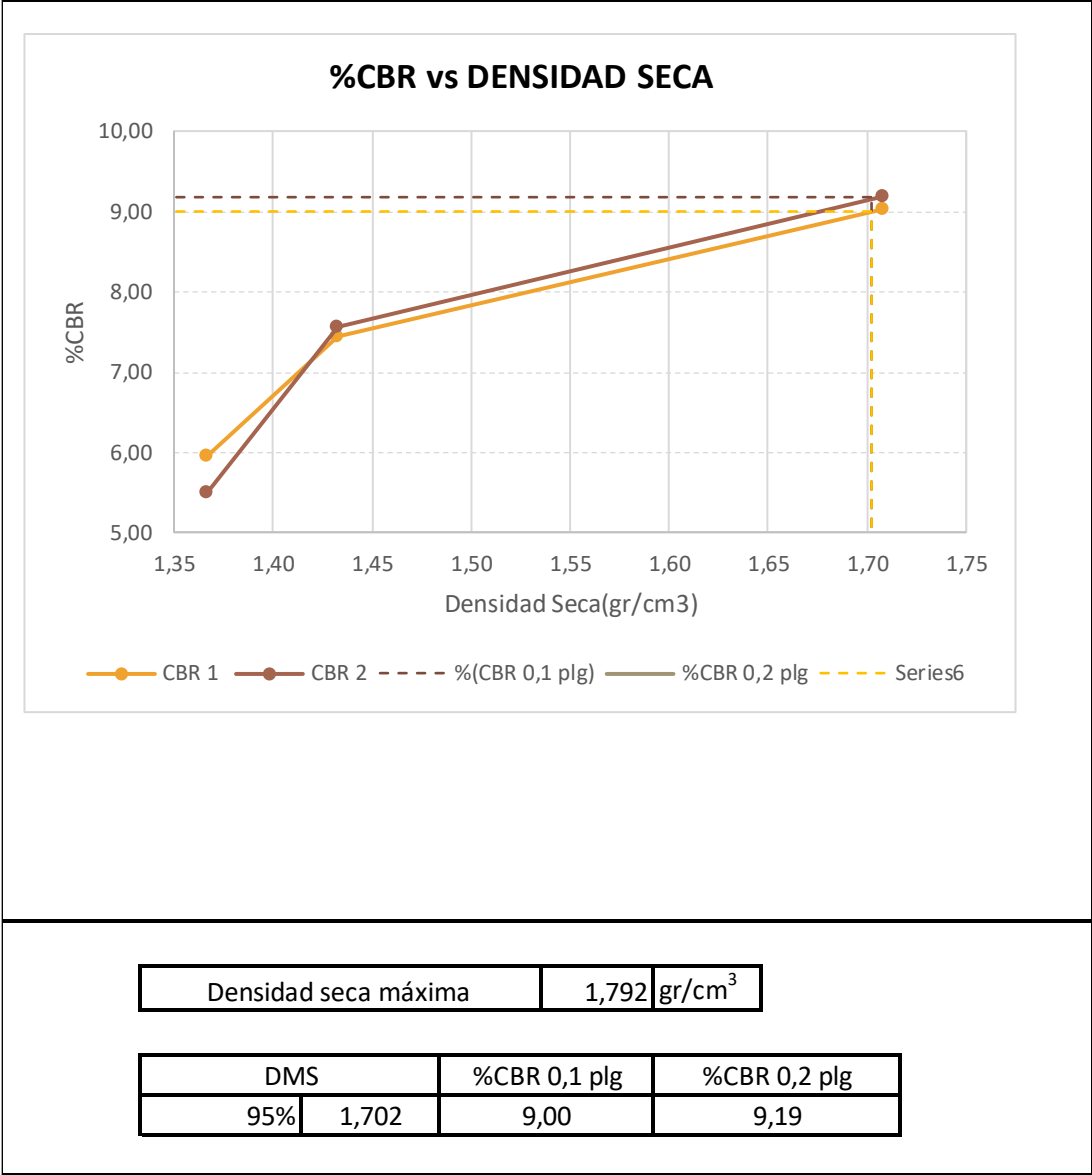 %CBR vs DENSIDAD SECA
10,00
9,00
8,00
7,00
6,00
5,00
%CBR
1,35 1,40 1,45 1,50 1,55 1,60 1,65 1,70 1,75
Densidad Seca(gr/cm3)
CBR 1 CBR 2 %(CBR 0,1 plg) %CBR 0,2 plg Series6
Densidad seca máxima 1,792 gr/cm³
DMS %CBR 0,1 plg %CBR 0,2 plg
95% 1,702 9,00 9,19